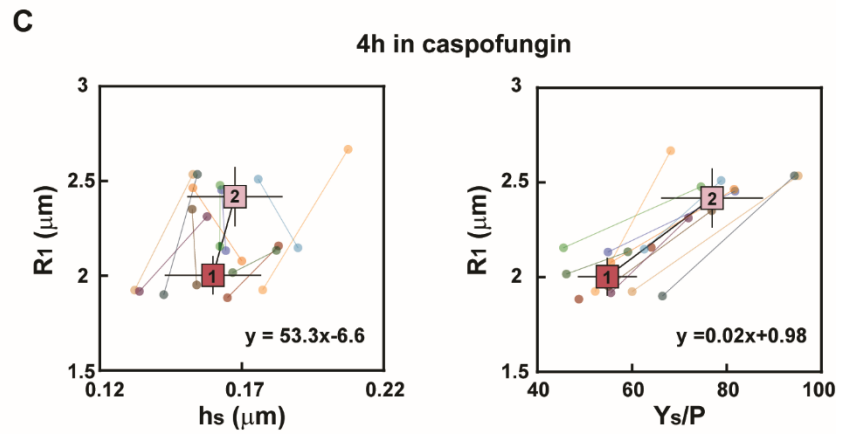 C
4h in caspofungin
3
2.5
2
1.5
R1 (μm)
2
1
y = 53.3x-6.6
0.12
0.17
0.22
hs (μm)
3
2.5
2
1.5
R1 (μm)
2
1
y =0.02x+0.98
40
60
80
100
Ys/P